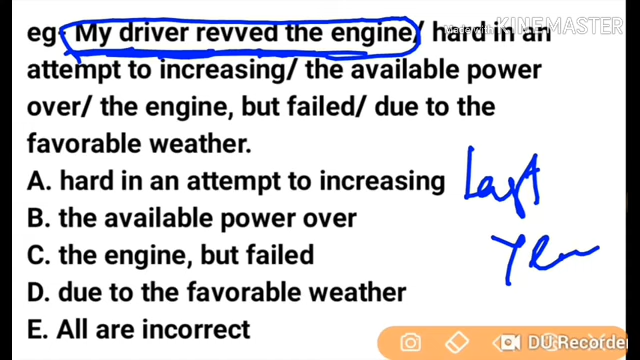 Made with KINEMASTER
eg- My driver revved the engine/ hard in an
attempt to increasing/ the available power
over/ the engine, but failed/ due to the
favorable weather.
A. hard in an attempt to increasing
B. the available power over
C. the engine, but failed
D. due to the favorable weather
E. All are incorrect
Last
DU Recorder